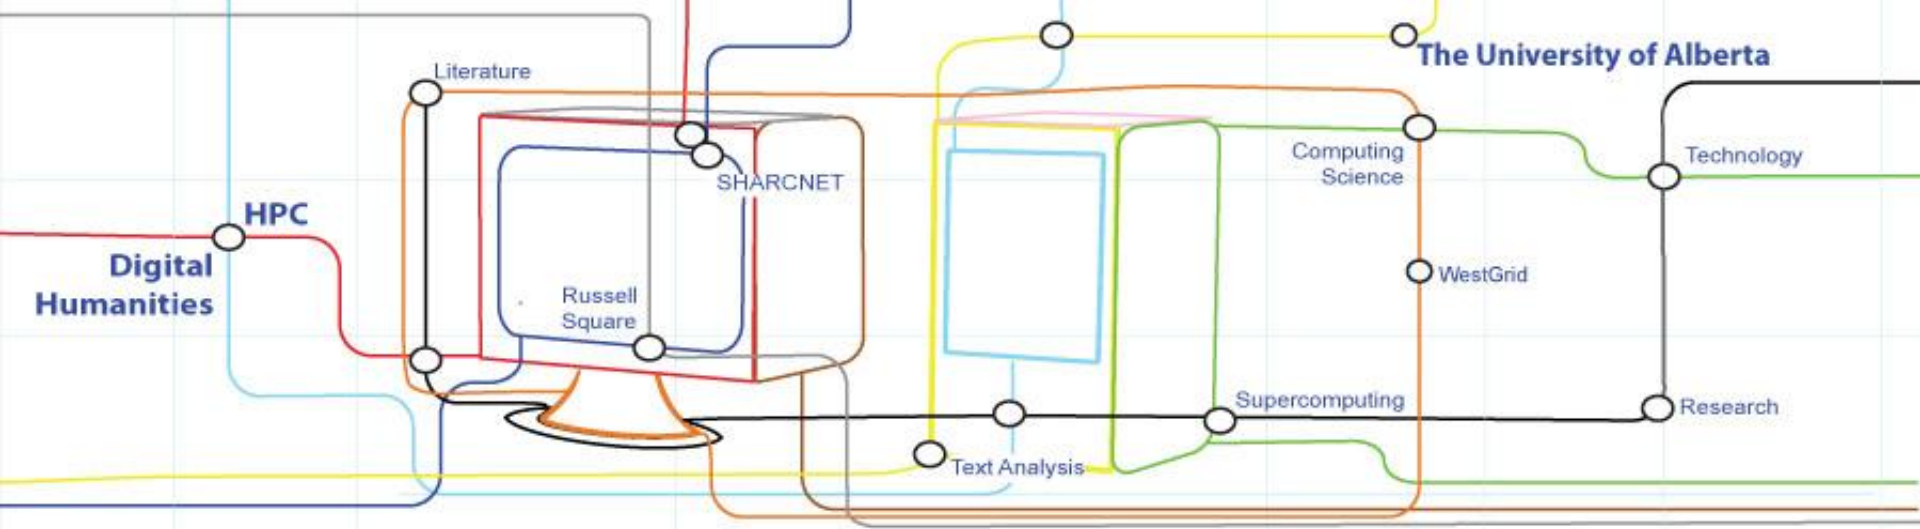 The University of Alberta
Literature
Computing
Science
Technology
SHARCNET
HPC
Digital
Humanities
WestGrid
Russell
Square
Supercomputing
Research
Text Analysis